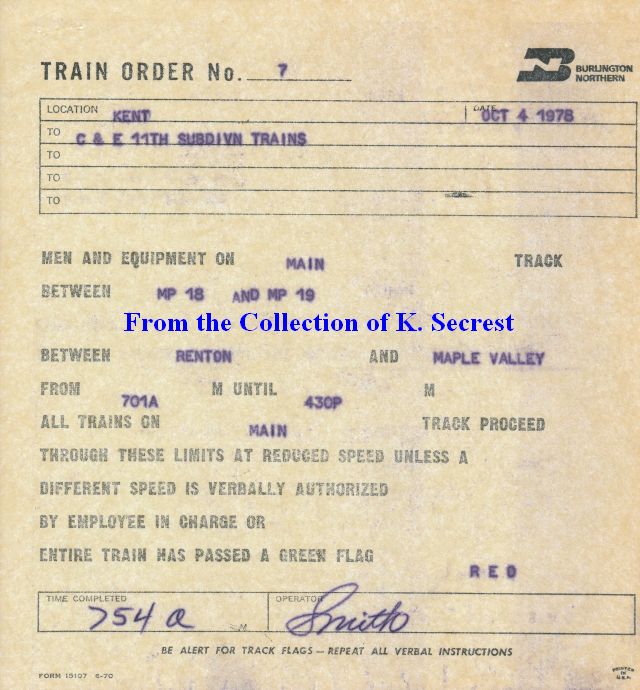 TRAIN ORDER No. 7
BURLINGTON
NORTHERN
LOCATION KENT DATE OCT 4 1978
TO C & E 11TH SUBDIVN TRAINS
TO
TO
TO
MEN AND EQUIPMENT ON MAIN TRACK
BETWEEN MP 18 AND MP 19
From the Collection of K. Secrest
BETWEEN RENTON AND MAPLE VALLEY
FROM 701A M UNTIL 430P M
ALL TRAINS ON MAIN TRACK PROCEED
THROUGH THESE LIMITS AT REDUCED SPEED UNLESS A
DIFFERENT SPEED IS VERBALLY AUTHORIZED
BY EMPLOYEE IN CHARGE OR
ENTIRE TRAIN HAS PASSED A GREEN FLAG
R E O
TIME COMPLETED OPERATOR
754 a M Smith
BE ALERT FOR TRACK FLAGS — REPEAT ALL VERBAL INSTRUCTIONS
FORM 15107 6-70
PRINTED
IN
U.S.A.